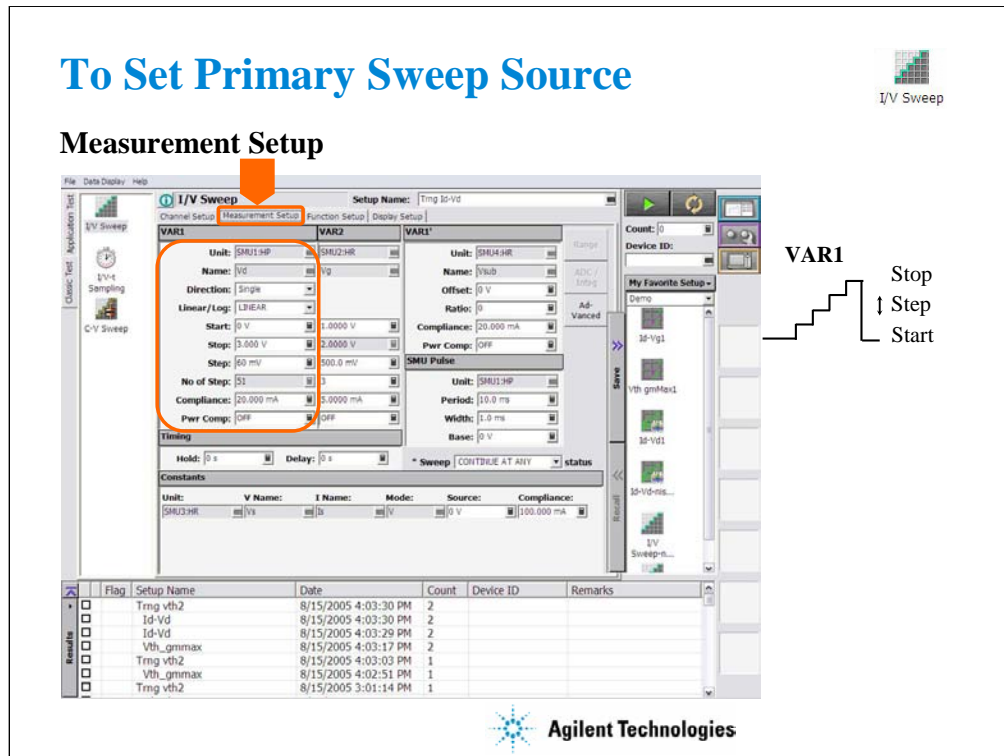 To Set Primary Sweep Source
I/V Sweep
Measurement Setup
File Data Display Help
Classic Test Application Test
I/V Sweep
I/V-t Sampling
C-V Sweep
I/V Sweep Setup Name: Trng Id-Vd
Channel Setup Measurement Setup Function Setup Display Setup
VAR1 VAR2 VAR1'
Unit: SMU1:HP SMU2:HR Unit: SMU4:HR
Name: Vd Vg Name: Vsub
Direction: Single Offset: 0 V
Linear/Log: LINEAR Ratio: 0
Start: 0 V 1.0000 V Compliance: 20.000 mA
Stop: 3.000 V 2.0000 V Pwr Comp: OFF
Step: 60 mV 500.0 mV SMU Pulse
No of Step: 51 3 Unit: SMU1:HP
Compliance: 20.000 mA 5.0000 mA Period: 10.0 ms
Pwr Comp: OFF OFF Width: 1.0 ms
Timing Base: 0 V
Hold: 0 s Delay: 0 s * Sweep CONTINUE AT ANY status
Constants
Unit: V Name: I Name: Mode: Source: Compliance:
SMU3:HR Vs Is V 0 V 100.000 mA
Range
ADC / Integ
Ad-
Vanced
Save
Recall
Count: 0
Device ID:
My Favorite Setup
Demo
Id-Vg1
Vth gmMax1
Id-Vd1
Id-Vd-nis...
I/V
Sweep-n...
VAR1
Stop
Step
Start
Results
Flag Setup Name Date Count Device ID Remarks
Trng vth2 8/15/2005 4:03:30 PM 2
Id-Vd 8/15/2005 4:03:30 PM 2
Id-Vd 8/15/2005 4:03:29 PM 2
Vth_gmmax 8/15/2005 4:03:17 PM 2
Trng vth2 8/15/2005 4:03:03 PM 1
Vth_gmmax 8/15/2005 4:02:51 PM 1
Trng vth2 8/15/2005 3:01:14 PM 1
Agilent Technologies